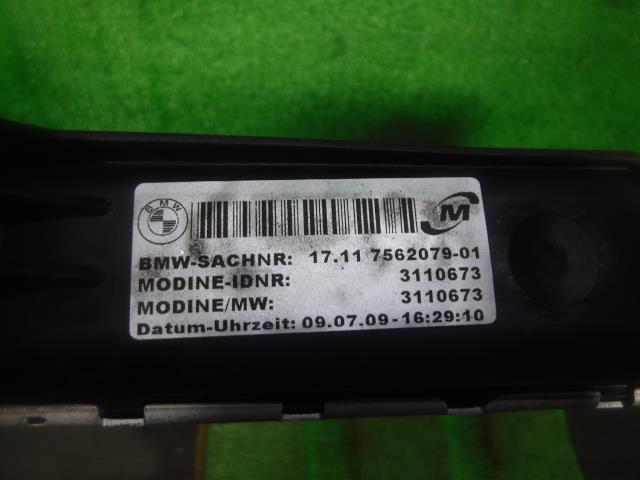 BMW
M
BMW-SACHNR: 17.11 7562079-01
MODINE-IDNR: 3110673
MODINE/MW: 3110673
Datum-Uhrzeit: 09.07.09-16:29:10